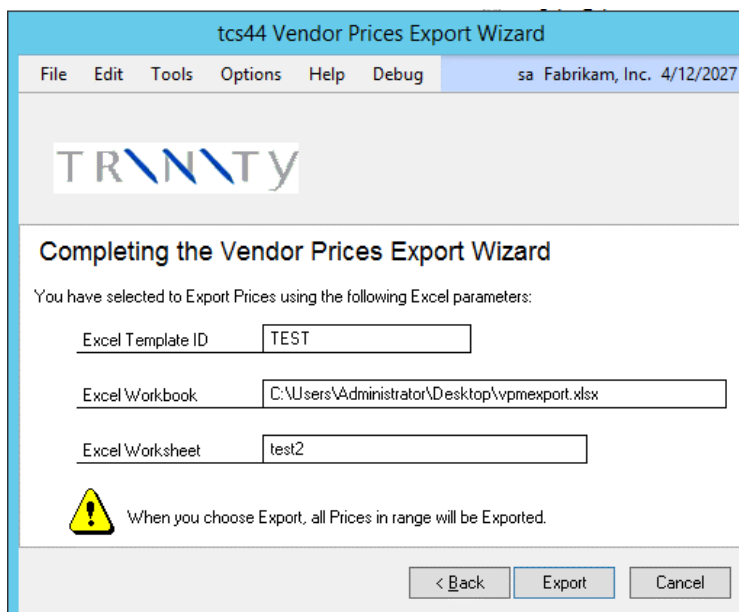 tcs44 Vendor Prices Export Wizard
File Edit Tools Options Help Debug sa Fabrikam, Inc. 4/12/2027
TRINITY
Completing the Vendor Prices Export Wizard
You have selected to Export Prices using the following Excel parameters:
Excel Template ID TEST
Excel Workbook C:\Users\Administrator\Desktop\vpmexport.xlsx
Excel Worksheet test2
When you choose Export, all Prices in range will be Exported.
< Back Export Cancel